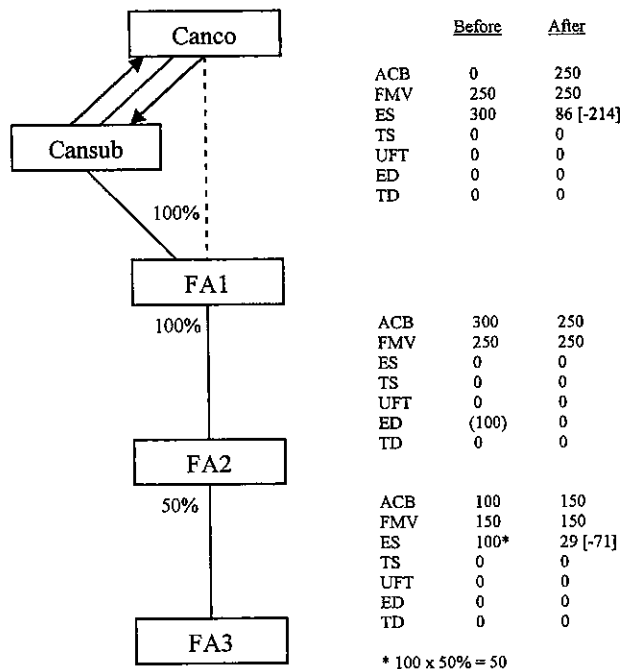 Canco
Cansub
100%
FA1
100%
FA2
50%
FA3
Before After
ACB 0 250
FMV 250 250
ES 300 86 [-214]
TS 0 0
UFT 0 0
ED 0 0
TD 0 0
ACB 300 250
FMV 250 250
ES 0 0
TS 0 0
UFT 0 0
ED (100) 0
TD 0 0
ACB 100 150
FMV 150 150
ES 100* 29 [-71]
TS 0 0
UFT 0 0
ED 0 0
TD 0 0
* 100 x 50% = 50